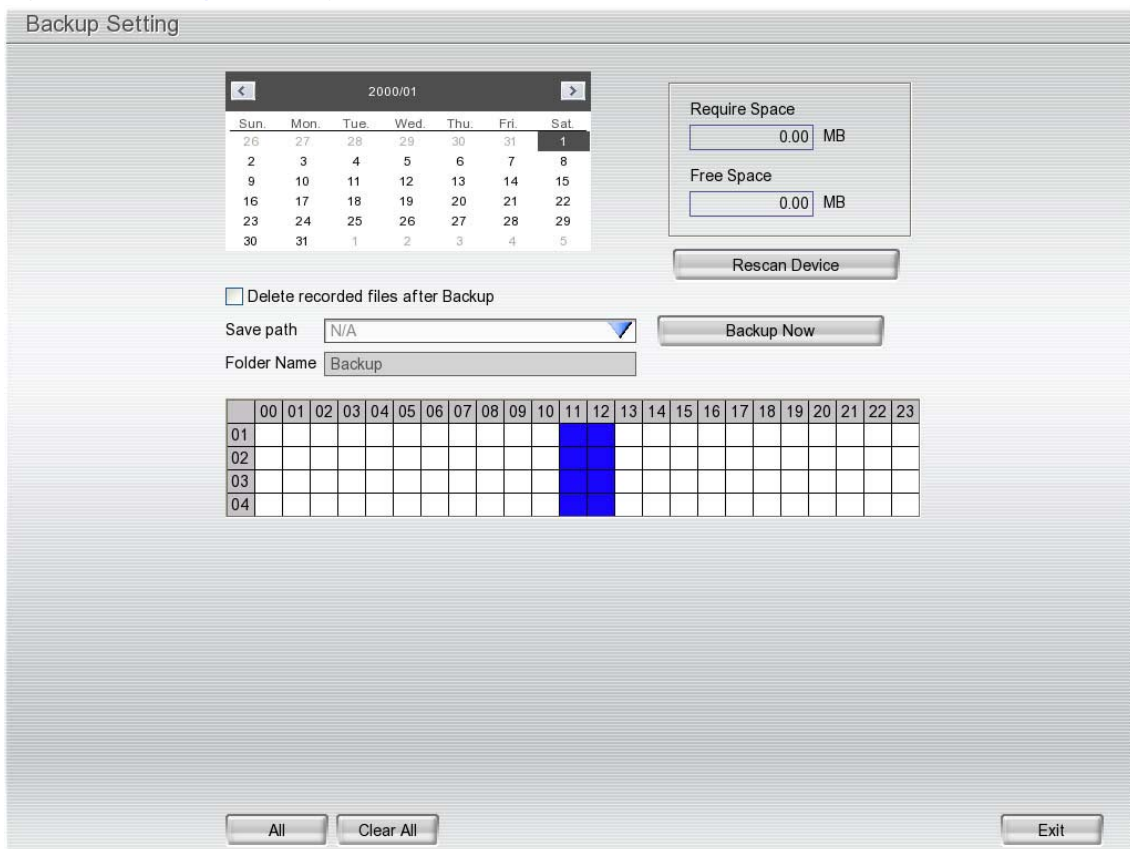 Backup Setting
< 2000/01 >
Sun. Mon. Tue. Wed. Thu. Fri. Sat.
26 27 28 29 30 31 1
2 3 4 5 6 7 8
9 10 11 12 13 14 15
16 17 18 19 20 21 22
23 24 25 26 27 28 29
30 31 1 2 3 4 5
Require Space
0.00 MB
Free Space
0.00 MB
Rescan Device
Delete recorded files after Backup
Save path N/A
Backup Now
Folder Name Backup
00 01 02 03 04 05 06 07 08 09 10 11 12 13 14 15 16 17 18 19 20 21 22 23
01
02
03
04
All Clear All Exit